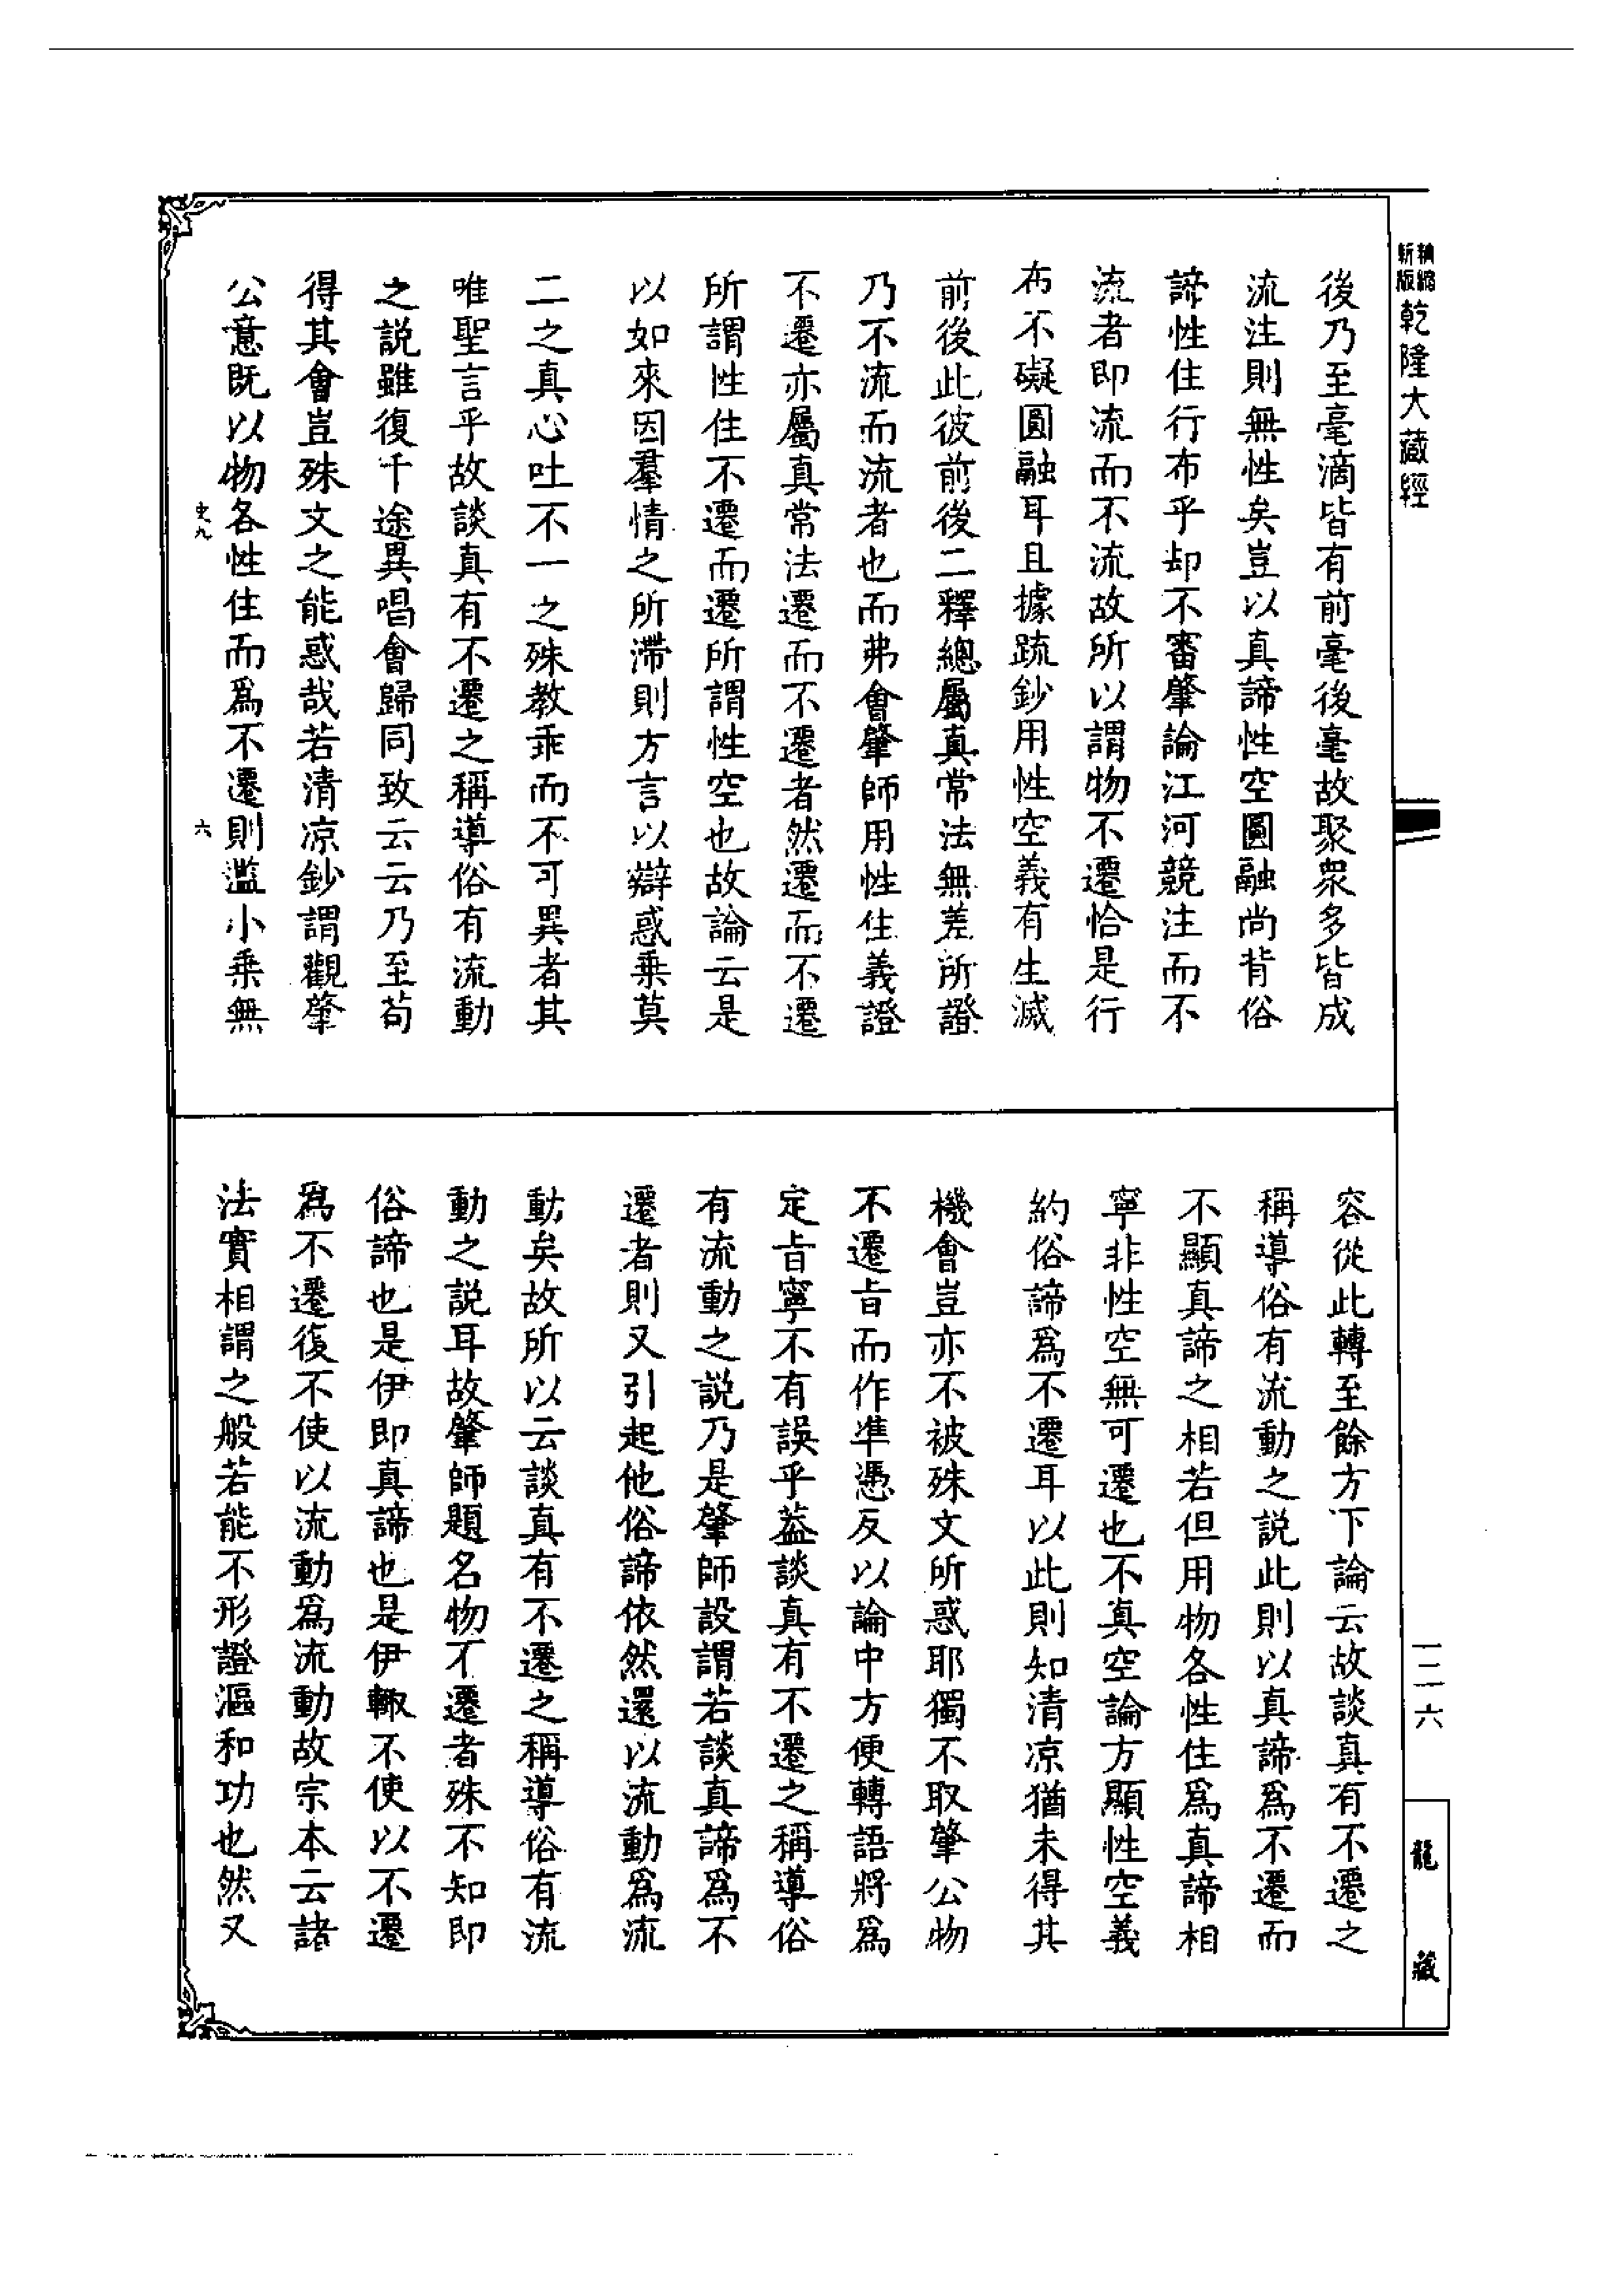 精縮
新版
乾隆大藏經
後乃至毫滴皆有前毫後毫故聚衆多皆成
流注則無性矣豈以真諦性空圓融尚背俗
諦性住行布乎却不審肇論江河競注而不
流者即流而不流故所以謂物不遷恰是行
布不礙圓融耳且據疏鈔用性空義有生滅
前後此彼前後二釋總屬真常法無差所證
乃不流而流者也而弗會肇師用性住義證
不遷亦屬真常法遷而不遷者然遷而不遷
所謂性住不遷而遷所謂性空也故論云是
以如來因羣情之所滯則方言以辯惑乗莫
二之真心吐不一之殊教乖而不可異者其
唯聖言乎故談真有不遷之稱導俗有流動
之説雖復千途異唱會歸同致云云乃至茍
得其會豈殊文之能惑哉若清凉鈔謂觀肇
公意既以物各性住而爲不遷則濫小乗無
史九
六
容從此轉至餘方下論云故談真有不遷之
稱導俗有流動之説此則以真諦爲不遷而
不顯真諦之相若但用物各性住爲真諦相
寧非性空無可遷也不真空論方顯性空義
約俗諦爲不遷耳以此則知清凉猶未得其
機會豈亦不被殊文所惑耶獨不取肇公物
不遷旨而作準憑反以論中方便轉語將爲
定旨寧不有誤乎葢談真有不遷之稱導俗
有流動之説乃是肇師設謂若談真諦爲不
遷者則又引起他俗諦依然還以流動爲流
動矣故所以云談真有不遷之稱導俗有流
動之説耳故肇師題名物不遷者殊不知即
俗諦也是伊即真諦也是伊輙不使以不遷
爲不遷復不使以流動爲流動故宗本云諸
法實相謂之般若能不形證漚和功也然又
一二六
龍藏